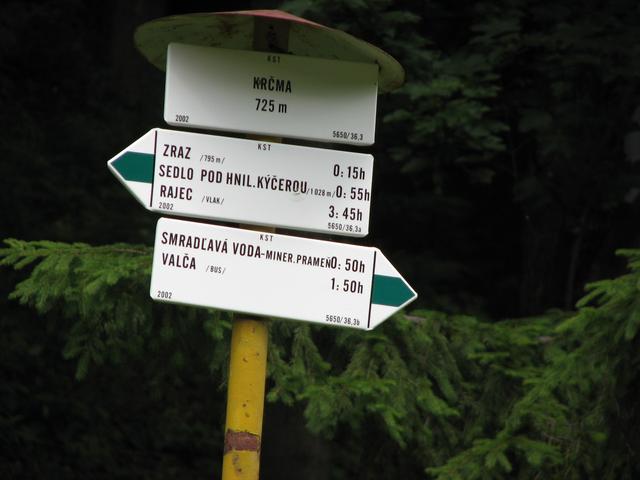 KST
KRČMA
725 m
2002 5650/36,3
KST
ZRAZ /795 m/ 0: 15h
SEDLO POD HNIL.KÝČEROU/1 028 m/ 0: 55h
RAJEC /VLAK/ 3: 45h
2002 5650/36,3a
KST
SMRADĽAVÁ VODA-MINER.PRAMEŇ 0: 50h
VALČA /BUS/ 1: 50h
2002 5650/36,3b